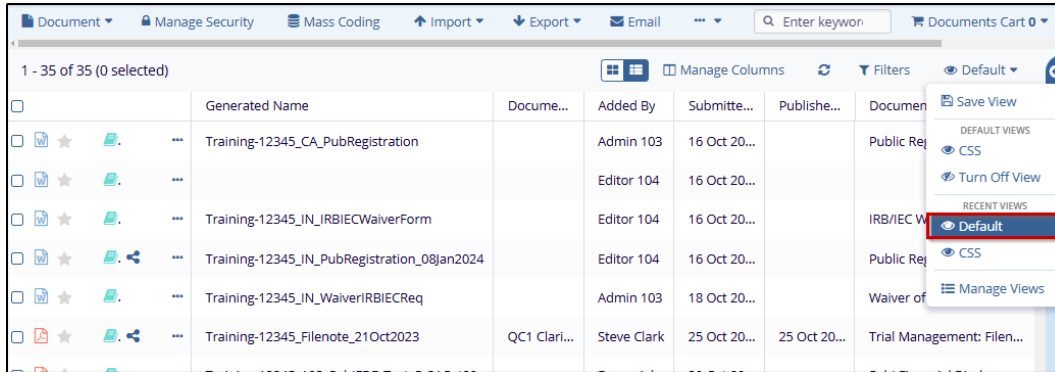 Document Manage Security Mass Coding Import Export Email ... Enter keywor Documents Cart 0
1 - 35 of 35 (0 selected) Manage Columns Filters Default
Generated Name Docume... Added By Submitte... Publishe... Documen
Training-12345_CA_PubRegistration Admin 103 16 Oct 20... Public Reg
Editor 104 16 Oct 20...
Training-12345_IN_IRBIECWaiverForm Editor 104 16 Oct 20... IRB/IEC W
Training-12345_IN_PubRegistration_08Jan2024 Editor 104 16 Oct 20... Public Reg
Training-12345_IN_WaiverIRBIECReq Admin 103 18 Oct 20... Waiver of
Training-12345_Filenote_21Oct2023 QC1 Clari... Steve Clark 25 Oct 20... 25 Oct 20... Trial Management: Filen...
Save View
DEFAULT VIEWS
CSS
Turn Off View
RECENT VIEWS
Default
CSS
Manage Views